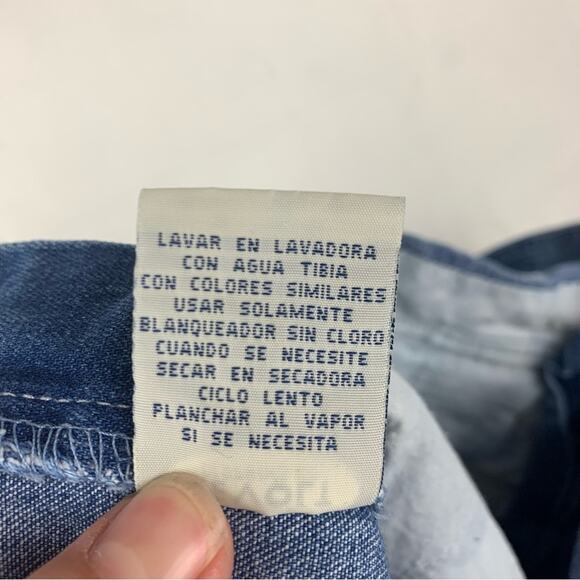 LAVAR EN LAVADORA
CON AGUA TIBIA
CON COLORES SIMILARES
USAR SOLAMENTE
BLANQUEADOR SIN CLORO
CUANDO SE NECESITE
SECAR EN SECADORA
CICLO LENTO
PLANCHAR AL VAPOR
SI SE NECESITA